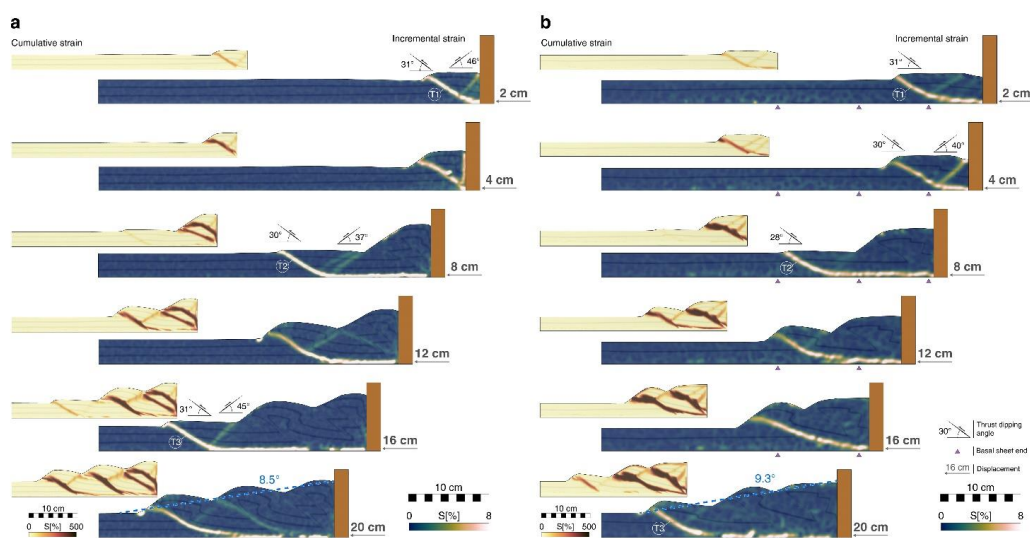 a
Cumulative strain
Incremental strain
31°
46°
T1
2 cm
4 cm
30°
37°
T2
8 cm
12 cm
31°
45°
T3
16 cm
8.5°
10 cm
0 S[%] 500
10 cm
0 S[%] 8
20 cm
b
Cumulative strain
Incremental strain
31°
T1
2 cm
30°
40°
4 cm
28°
T2
8 cm
12 cm
16 cm
30°
Thrust dipping
angle
Basal sheet end
16 cm
Displacement
9.3°
T3
10 cm
0 S[%] 500
10 cm
0 S[%] 8
20 cm